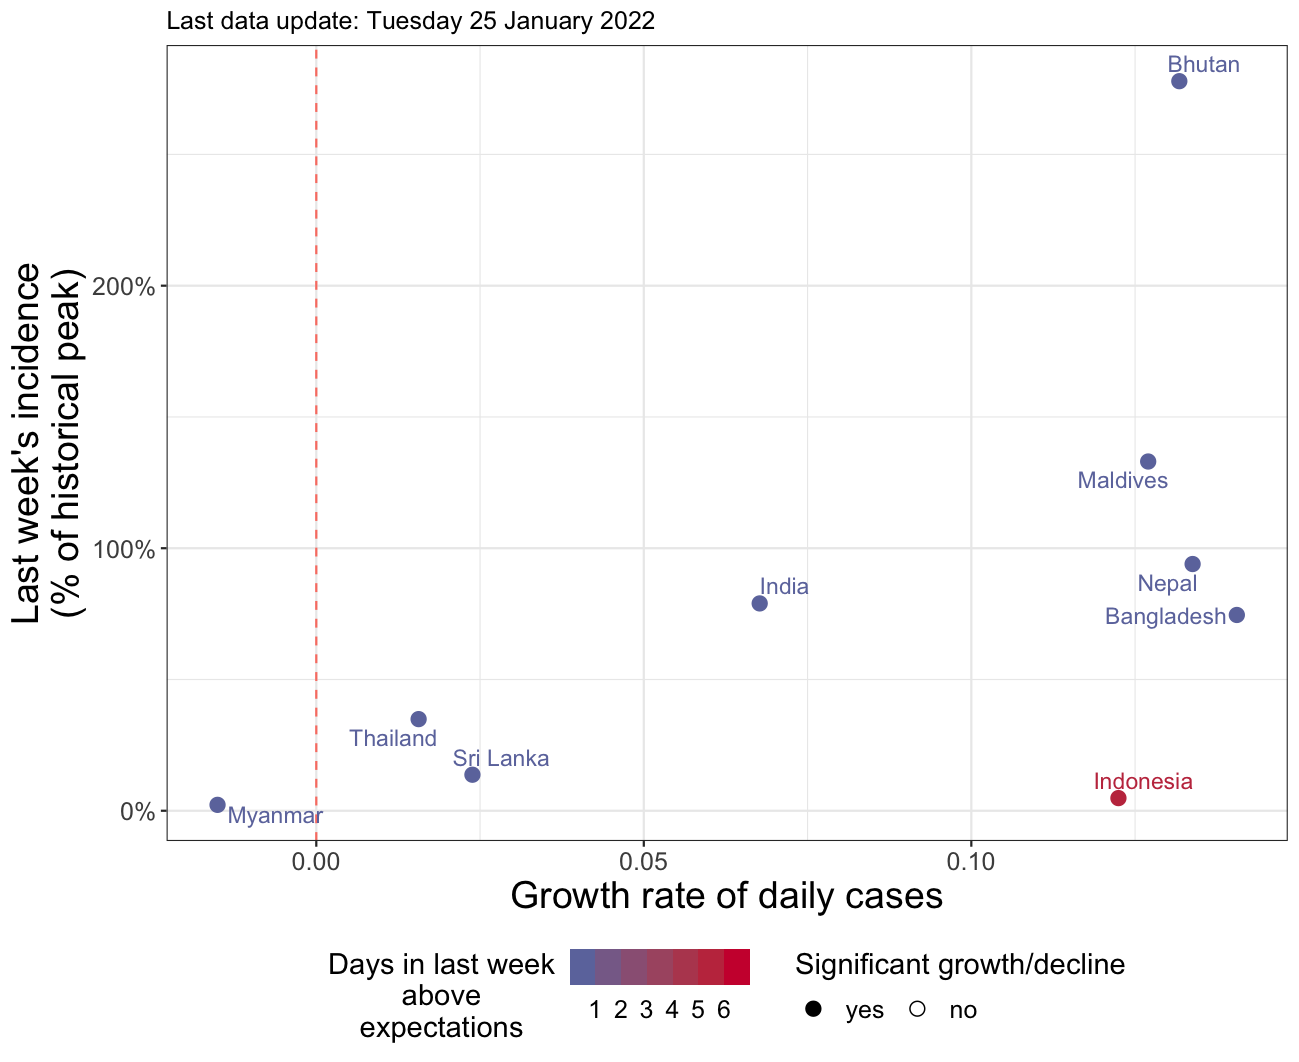 Last data update: Tuesday 25 January 2022
Bhutan
Last week's incidence
(% of historical peak)
200%
Maldives
100%
Nepal
India
Bangladesh
Thailand
Sri Lanka
Indonesia
0%
Myanmar
0.00 0.05 0.10
Growth rate of daily cases
Days in last week
above
expectations
1 2 3 4 5 6
Significant growth/decline
yes no